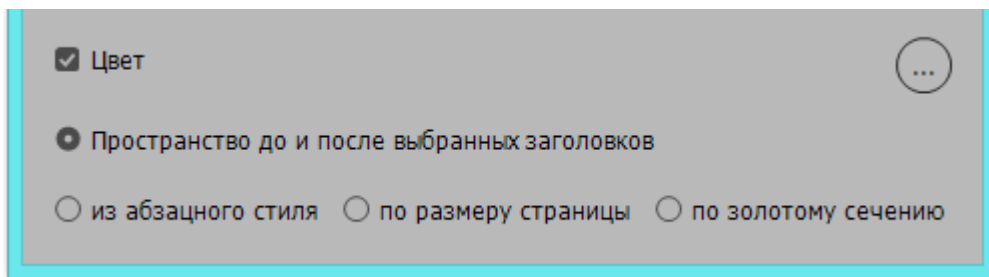 Цвет ...
Пространство до и после выбранных заголовков
из абзацного стиля по размеру страницы по золотому сечению